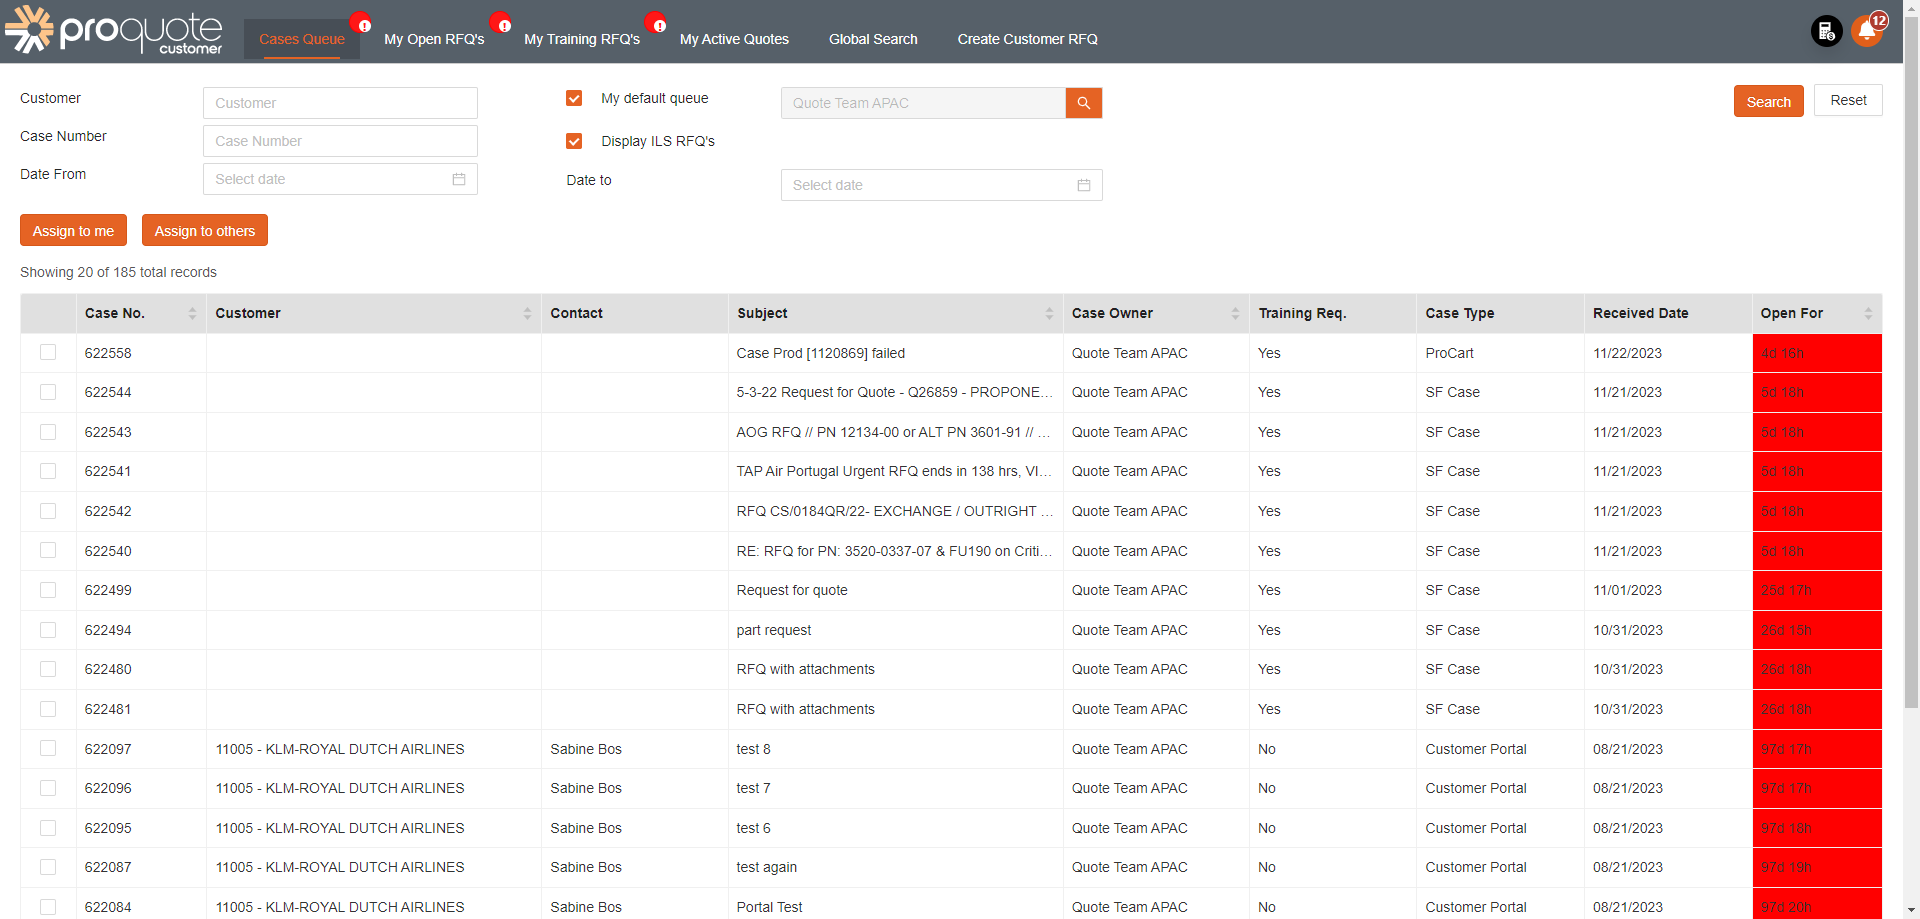 proquote customer
Cases Queue ! My Open RFQ's ! My Training RFQ's ! My Active Quotes Global Search Create Customer RFQ 12
Customer Customer My default queue Quote Team APAC Search Reset
Case Number Case Number Display ILS RFQ's
Date From Select date Date to Select date
Assign to me Assign to others
Showing 20 of 185 total records
Case No. Customer Contact Subject Case Owner Training Req. Case Type Received Date Open For
622558 Case Prod [1120869] failed Quote Team APAC Yes ProCart 11/22/2023 4d 16h
622544 5-3-22 Request for Quote - Q26859 - PROPONE... Quote Team APAC Yes SF Case 11/21/2023 5d 18h
622543 AOG RFQ // PN 12134-00 or ALT PN 3601-91 // ... Quote Team APAC Yes SF Case 11/21/2023 5d 18h
622541 TAP Air Portugal Urgent RFQ ends in 138 hrs, VI... Quote Team APAC Yes SF Case 11/21/2023 5d 18h
622542 RFQ CS/0184QR/22- EXCHANGE / OUTRIGHT ... Quote Team APAC Yes SF Case 11/21/2023 5d 18h
622540 RE: RFQ for PN: 3520-0337-07 & FU190 on Criti... Quote Team APAC Yes SF Case 11/21/2023 5d 18h
622499 Request for quote Quote Team APAC Yes SF Case 11/01/2023 25d 17h
622494 part request Quote Team APAC Yes SF Case 10/31/2023 26d 15h
622480 RFQ with attachments Quote Team APAC Yes SF Case 10/31/2023 26d 18h
622481 RFQ with attachments Quote Team APAC Yes SF Case 10/31/2023 26d 18h
622097 11005 - KLM-ROYAL DUTCH AIRLINES Sabine Bos test 8 Quote Team APAC No Customer Portal 08/21/2023 97d 17h
622096 11005 - KLM-ROYAL DUTCH AIRLINES Sabine Bos test 7 Quote Team APAC No Customer Portal 08/21/2023 97d 17h
622095 11005 - KLM-ROYAL DUTCH AIRLINES Sabine Bos test 6 Quote Team APAC No Customer Portal 08/21/2023 97d 18h
622087 11005 - KLM-ROYAL DUTCH AIRLINES Sabine Bos test again Quote Team APAC No Customer Portal 08/21/2023 97d 19h
622084 11005 - KLM-ROYAL DUTCH AIRLINES Sabine Bos Portal Test Quote Team APAC No Customer Portal 08/21/2023 97d 20h